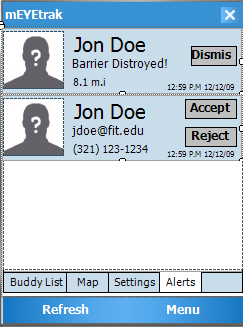 mEYEtrak
Jon Doe
Barrier Distroyed!
8.1 m.i
Dismis
12:59 P.M 12/12/09
Jon Doe
jdoe@fit.edu
(321) 123-1234
Accept
Reject
12:59 P.M 12/12/09
Buddy List Map Settings Alerts
Refresh Menu